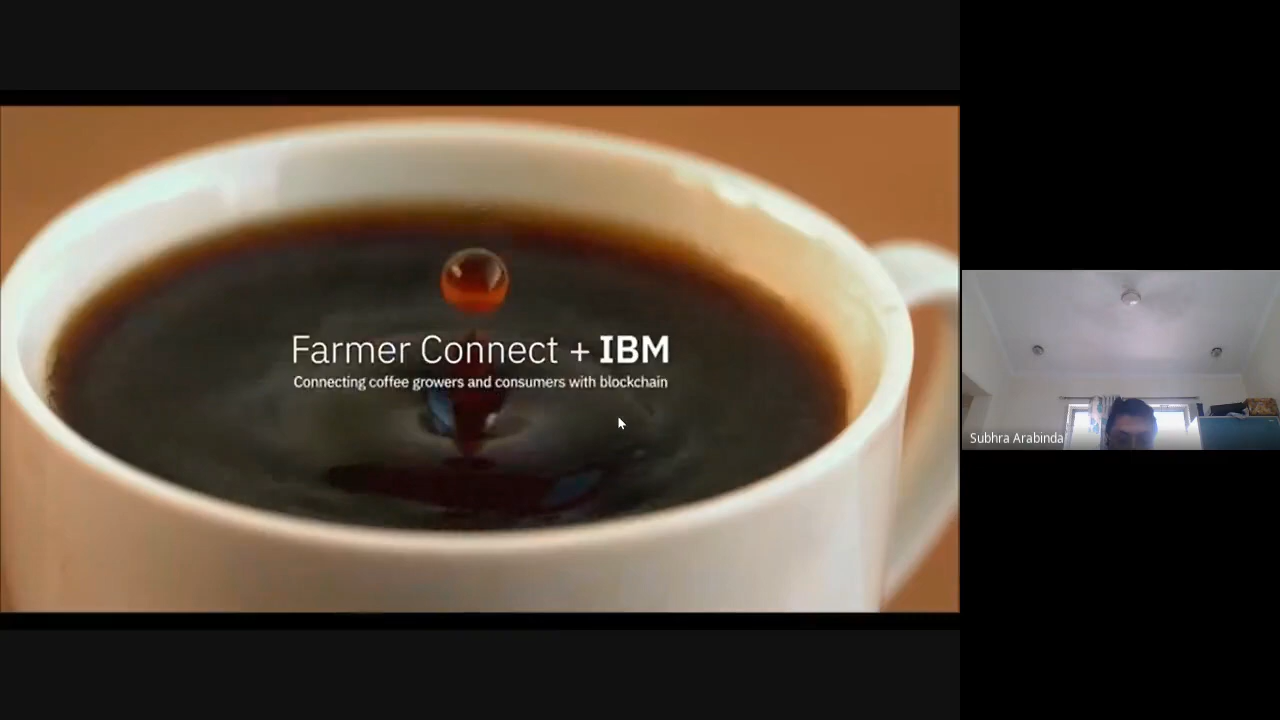 Farmer Connect + IBM
Connecting coffee growers and consumers with blockchain
Subhra Arabinda